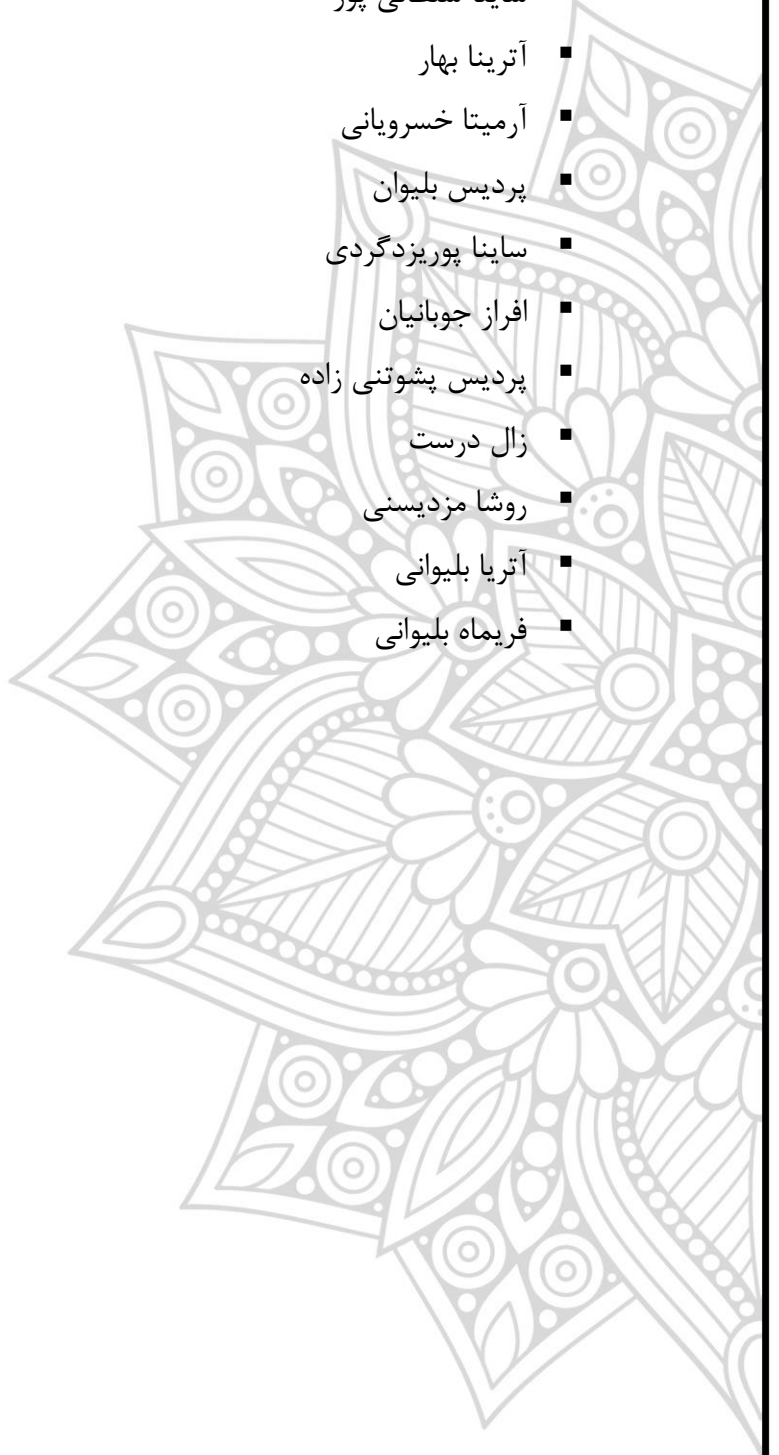 ▪ آترینا بهار
▪ آرمیتا خسرویانی
▪ پردیس بلیوان
▪ ساینا پوریزدگردی
▪ افراز جوبانیان
▪ پردیس پشوتنی زاده
▪ زال درست
▪ روشا مزدیسنی
▪ آتریا بلیوانی
▪ فریماه بلیوانی